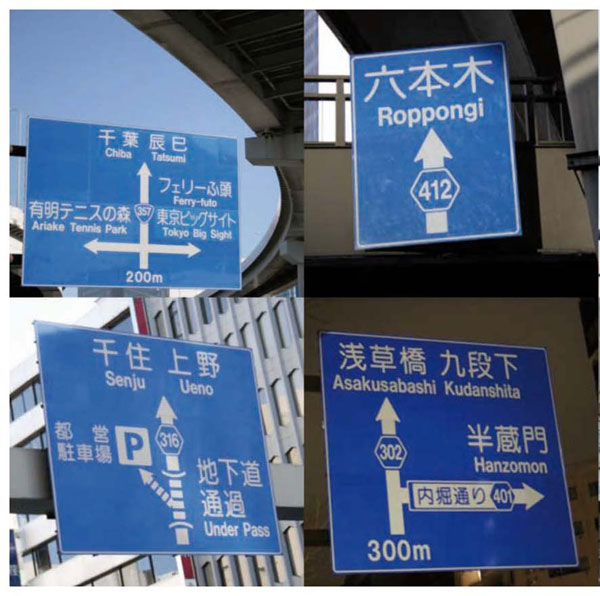 千葉 辰巳
Chiba Tatsumi
フェリーふ頭
Ferry-futo
有明テニスの森
Ariake Tennis Park
357
東京ビッグサイト
Tokyo Big Sight
200m
六本木
Roppongi
412
千住 上野
Senju Ueno
都営
駐車場
P
316
地下道
通過
Under Pass
浅草橋 九段下
Asakusabashi Kudanshita
302
半蔵門
Hanzomon
内堀通り 401
300m